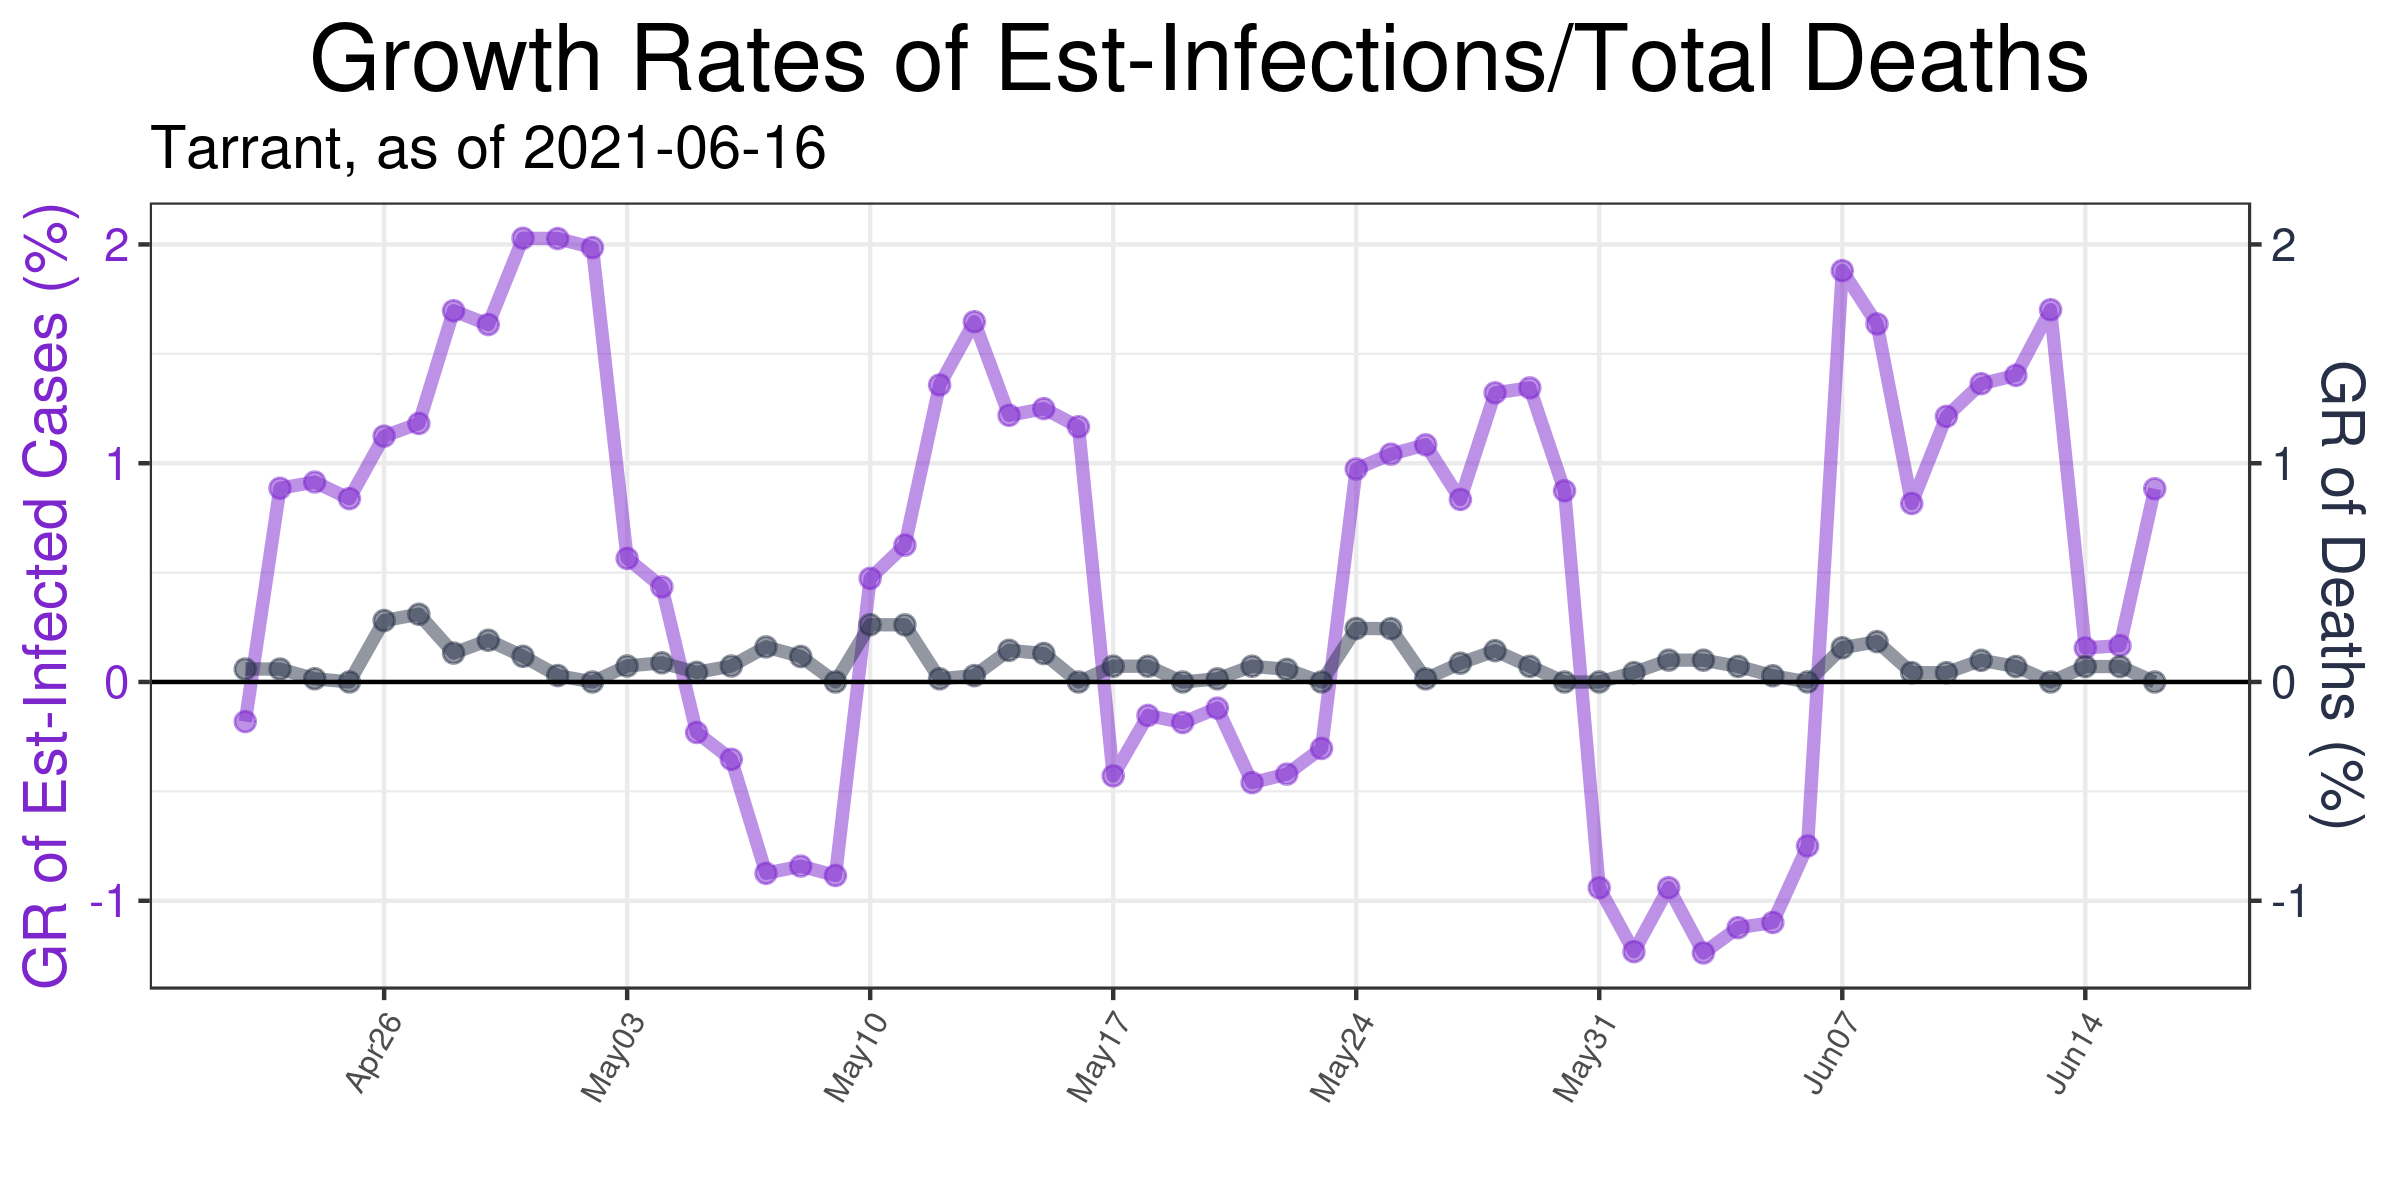 Growth Rates of Est-Infections/Total Deaths
Tarrant, as of 2021-06-16
GR of Est-Infected Cases (%)
2
1
0
-1
2
1
0
-1
GR of Deaths (%)
Apr26
May03
May10
May17
May24
May31
Jun07
Jun14